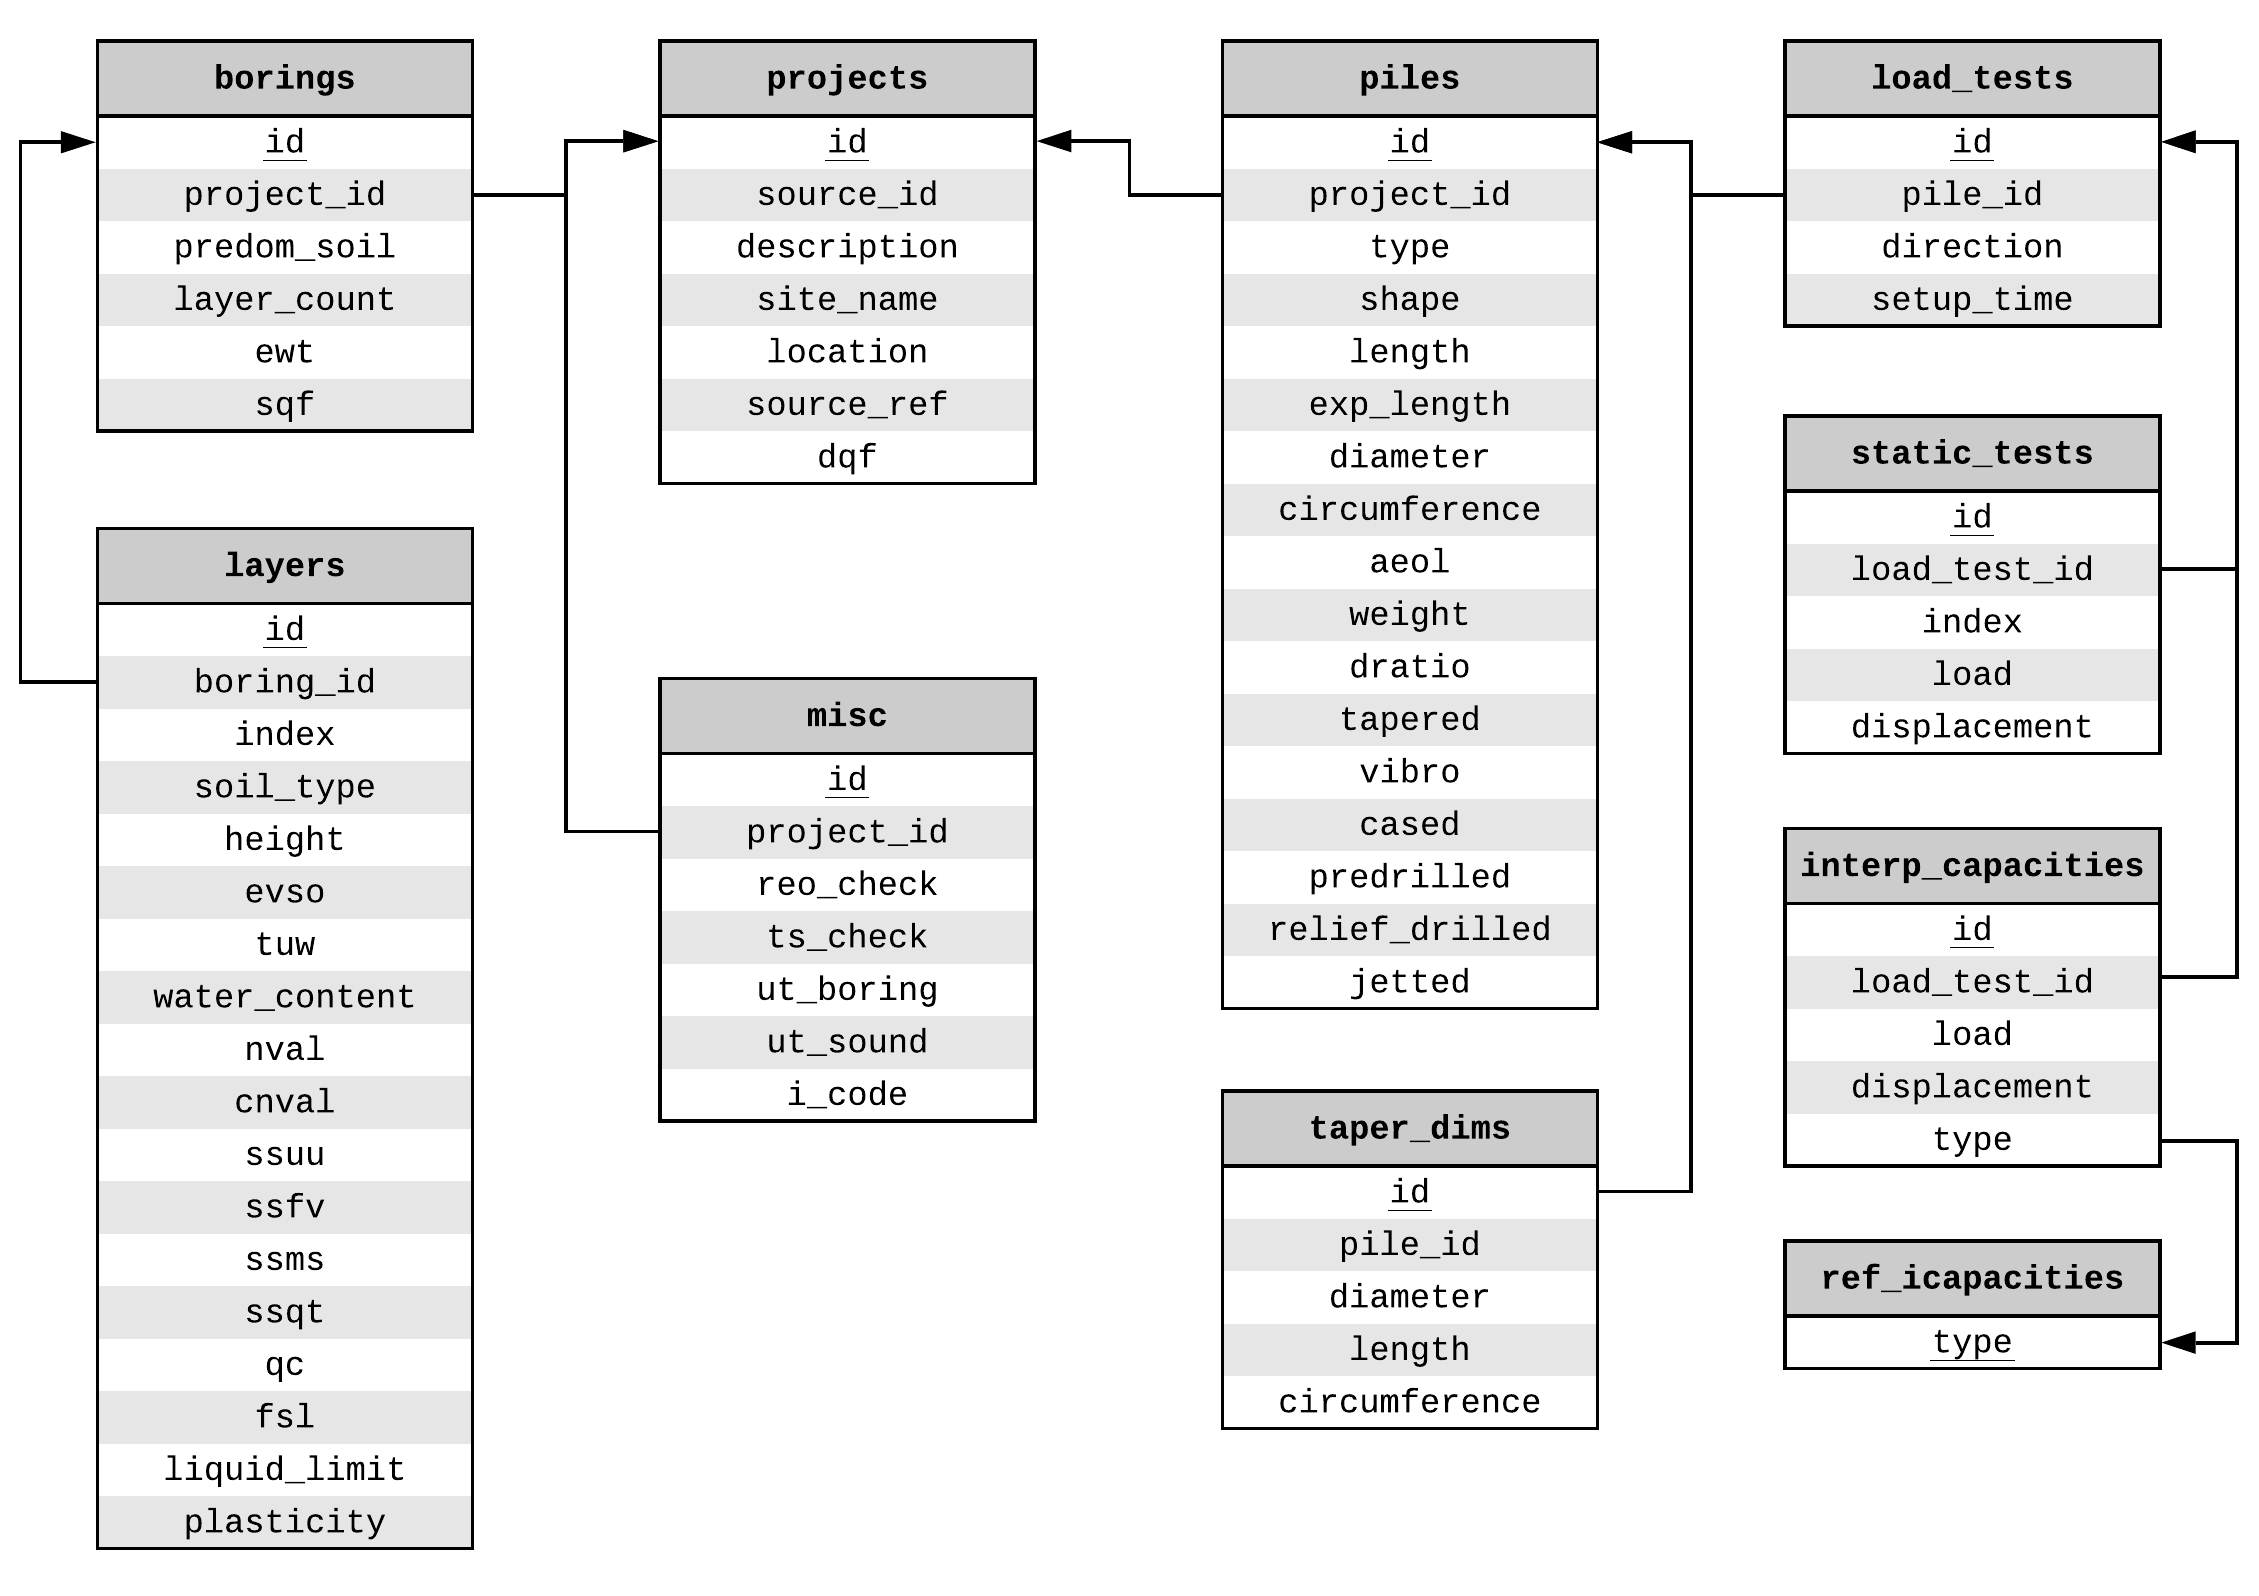 borings
id
project_id
predom_soil
layer_count
ewt
sqf
layers
id
boring_id
index
soil_type
height
evso
tuw
water_content
nval
cnval
ssuu
ssfv
ssms
ssqt
qc
fsl
liquid_limit
plasticity
projects
id
source_id
description
site_name
location
source_ref
dqf
misc
id
project_id
reo_check
ts_check
ut_boring
ut_sound
i_code
piles
id
project_id
type
shape
length
exp_length
diameter
circumference
aeol
weight
dratio
tapered
vibro
cased
predrilled
relief_drilled
jetted
taper_dims
id
pile_id
diameter
length
circumference
load_tests
id
pile_id
direction
setup_time
static_tests
id
load_test_id
index
load
displacement
interp_capacities
id
load_test_id
load
displacement
type
ref_icapacities
type